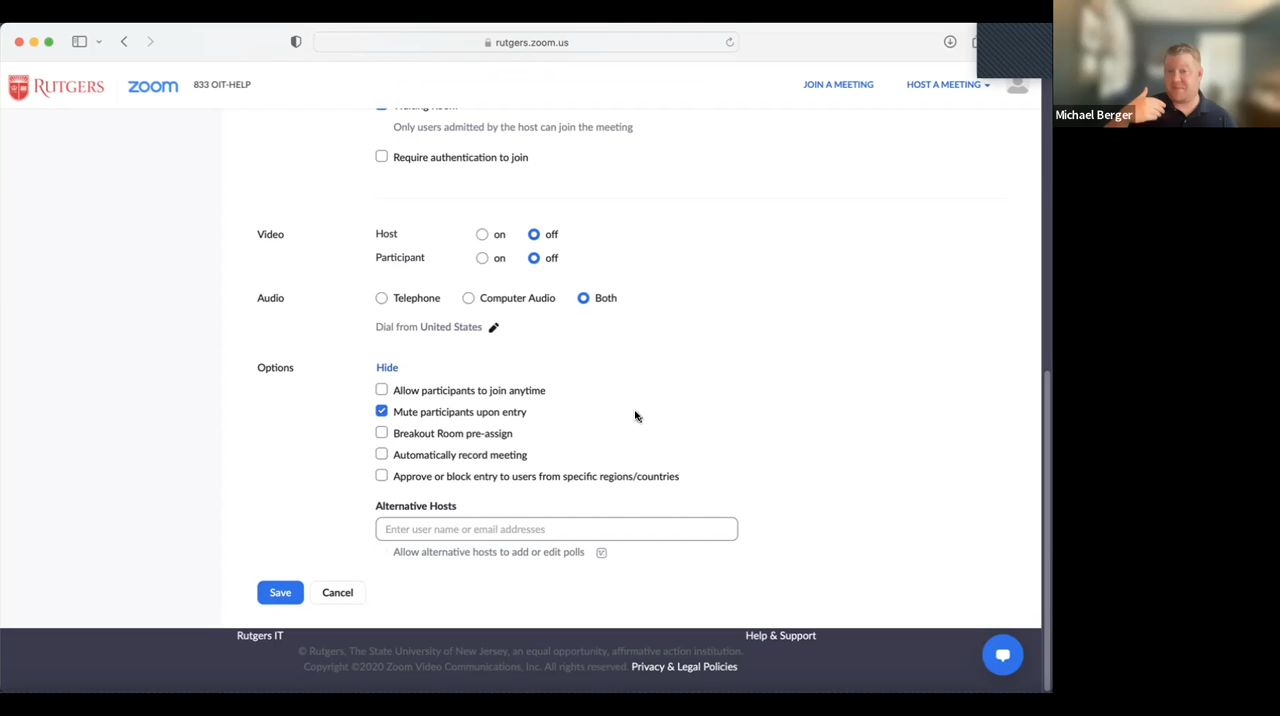 rutgers.zoom.us
RUTGERS zoom 833 OIT-HELP JOIN A MEETING HOST A MEETING
Waiting Room
Only users admitted by the host can join the meeting
Require authentication to join
Video Host on off
Participant on off
Audio Telephone Computer Audio Both
Dial from United States
Options Hide
Allow participants to join anytime
Mute participants upon entry
Breakout Room pre-assign
Automatically record meeting
Approve or block entry to users from specific regions/countries
Alternative Hosts
Enter user name or email addresses
Allow alternative hosts to add or edit polls
Save Cancel
Rutgers IT Help & Support
© Rutgers, The State University of New Jersey, an equal opportunity, affirmative action institution.
Copyright ©2020 Zoom Video Communications, Inc. All rights reserved. Privacy & Legal Policies
Michael Berger